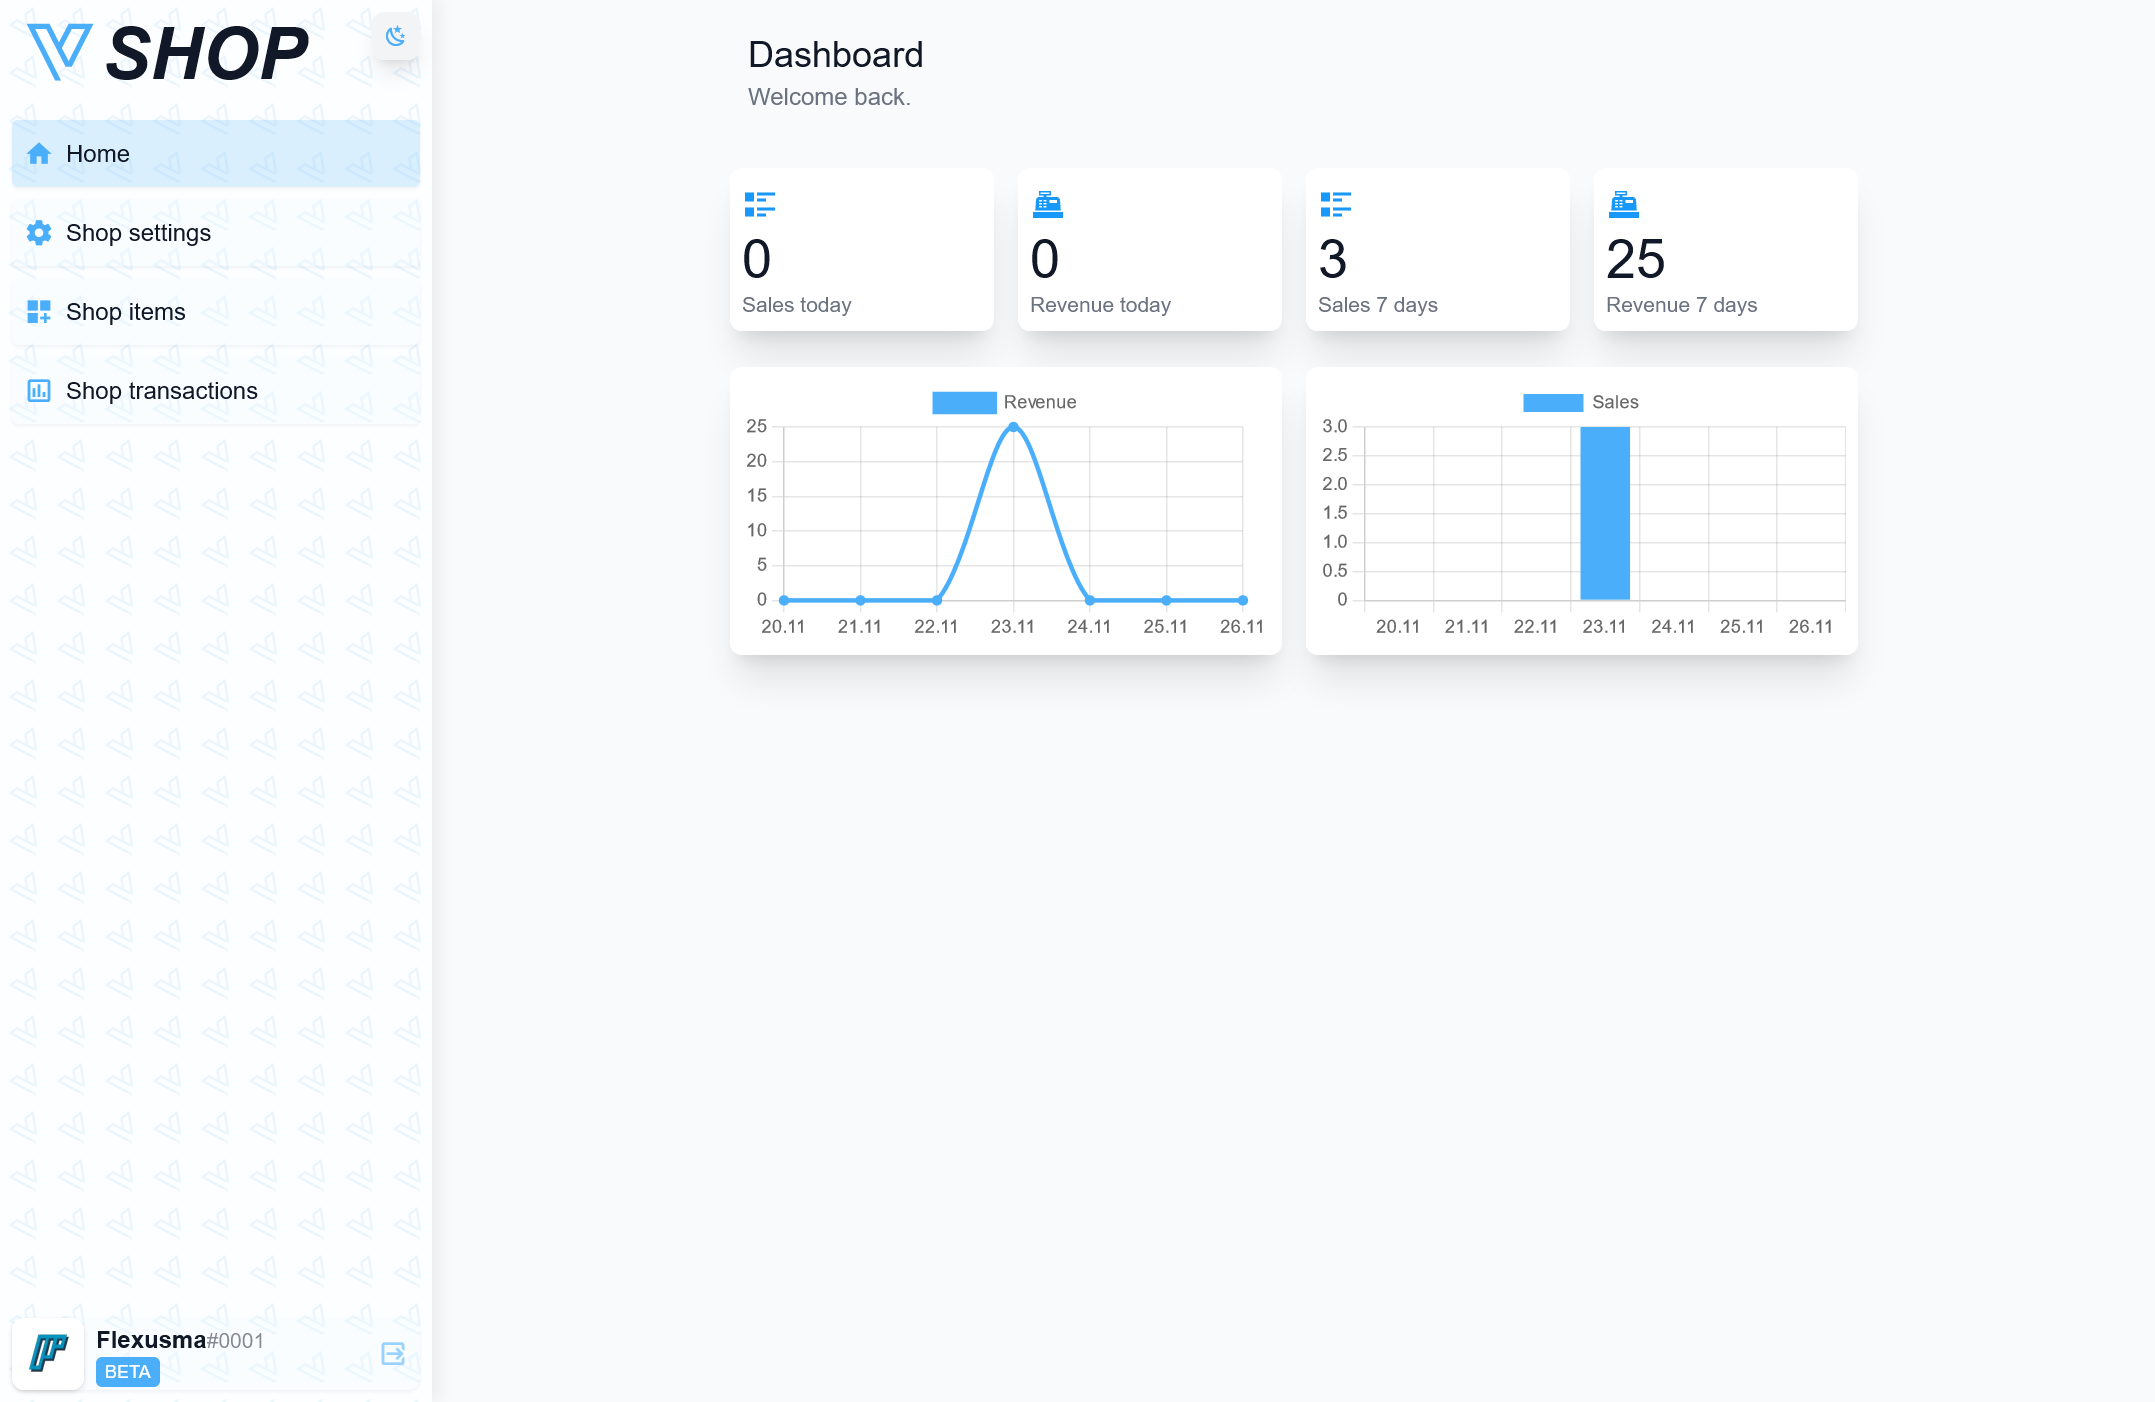 SHOP
Home
Shop settings
Shop items
Shop transactions
Flexusma#0001
BETA
Dashboard
Welcome back.
0
Sales today
0
Revenue today
3
Sales 7 days
25
Revenue 7 days
Revenue
25
20
15
10
5
0
20.11 21.11 22.11 23.11 24.11 25.11 26.11
Sales
3.0
2.5
2.0
1.5
1.0
0.5
0
20.11 21.11 22.11 23.11 24.11 25.11 26.11